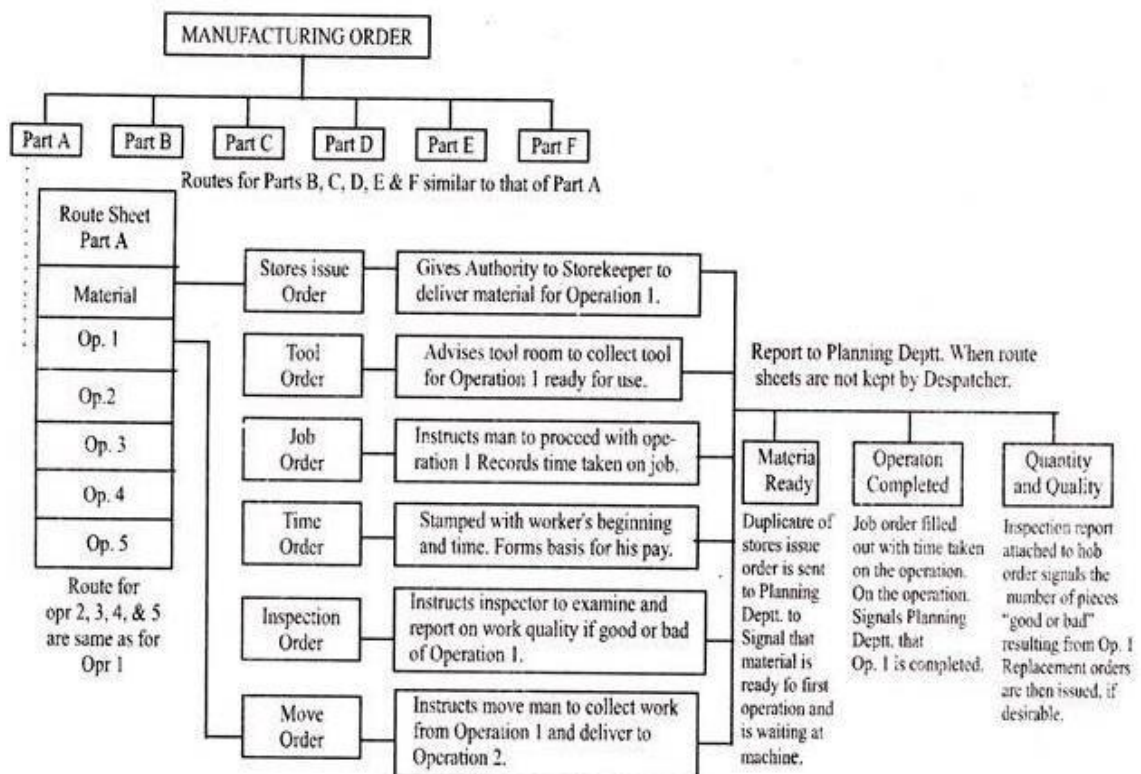 MANUFACTURING ORDER
Part A
Part B
Part C
Part D
Part E
Part F
Routes for Parts B, C, D, E & F similar to that of Part A
Route Sheet
Part A
Material
Op. 1
Op.2
Op. 3
Op. 4
Op. 5
Route for
opr 2, 3, 4, & 5
are same as for
Opr 1
Stores issue
Order
Gives Authority to Storekeeper to
deliver material for Operation 1.
Tool
Order
Advises tool room to collect tool
for Operation 1 ready for use.
Job
Order
Instructs man to proceed with ope-
ration 1 Records time taken on job.
Time
Order
Stamped with worker's beginning
and time. Forms basis for his pay.
Inspection
Order
Instructs inspector to examine and
report on work quality if good or bad
of Operation 1.
Move
Order
Instructs move man to collect work
from Operation 1 and deliver to
Operation 2.
Report to Planning Deptt. When route
sheets are not kept by Despatcher.
Materia
Ready
Duplicatre of
stores issue
order is sent
to Planning
Deptt. to
Signal that
material is
ready fo first
operation and
is waiting at
machine.
Operaton
Completed
Job order filled
out with time taken
on the operation.
On the operation.
Signals Planning
Deptt. that
Op. 1 is completed.
Quantity
and Quality
Inspection report
attached to hob
order signals the
number of pieces
"good or bad"
resulting from Op. 1
Replacement orders
are then issued, if
desirable.